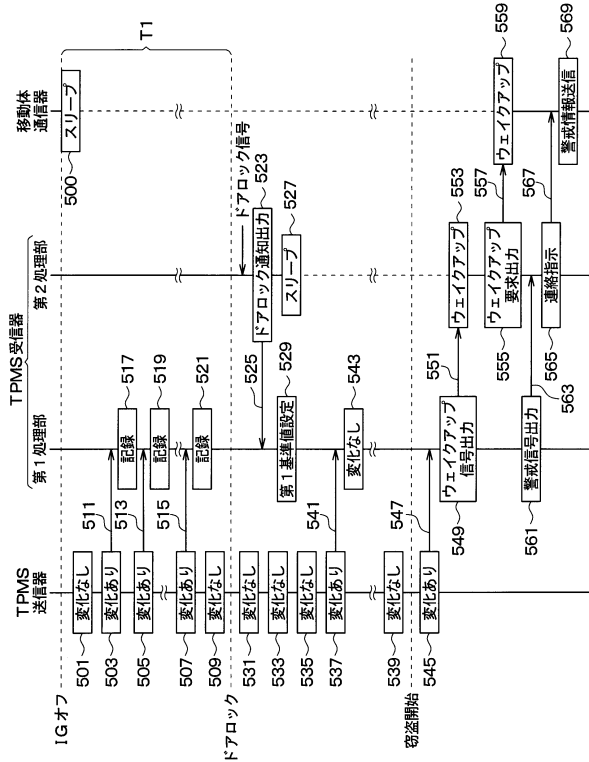 TPMS受信器
TPMS
送信器
第1処理部
第2処理部
移動体
通信器
IGオフ
T1
スリープ
500
変化なし
501
変化あり
503
511
記録
517
変化あり
505
513
記録
519
変化あり
507
515
記録
521
変化なし
509
ドアロック
ドアロック信号
変化なし
531
ドアロック通知出力
523
525
変化なし
533
第1基準値設定
529
スリープ
527
変化なし
535
変化あり
537
541
変化なし
543
変化なし
539
窃盗開始
変化あり
545
547
ウェイクアップ
信号出力
549
551
ウェイクアップ
553
ウェイクアップ
要求出力
555
557
ウェイクアップ
559
警戒信号出力
561
563
連絡指示
565
567
警戒情報送信
569